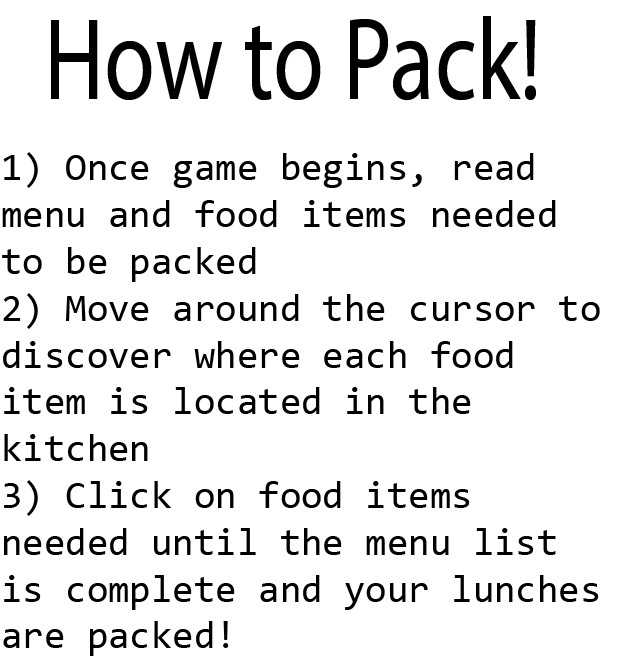 How to Pack!
1) Once game begins, read
menu and food items needed
to be packed
2) Move around the cursor to
discover where each food
item is located in the
kitchen
3) Click on food items
needed until the menu list
is complete and your lunches
are packed!